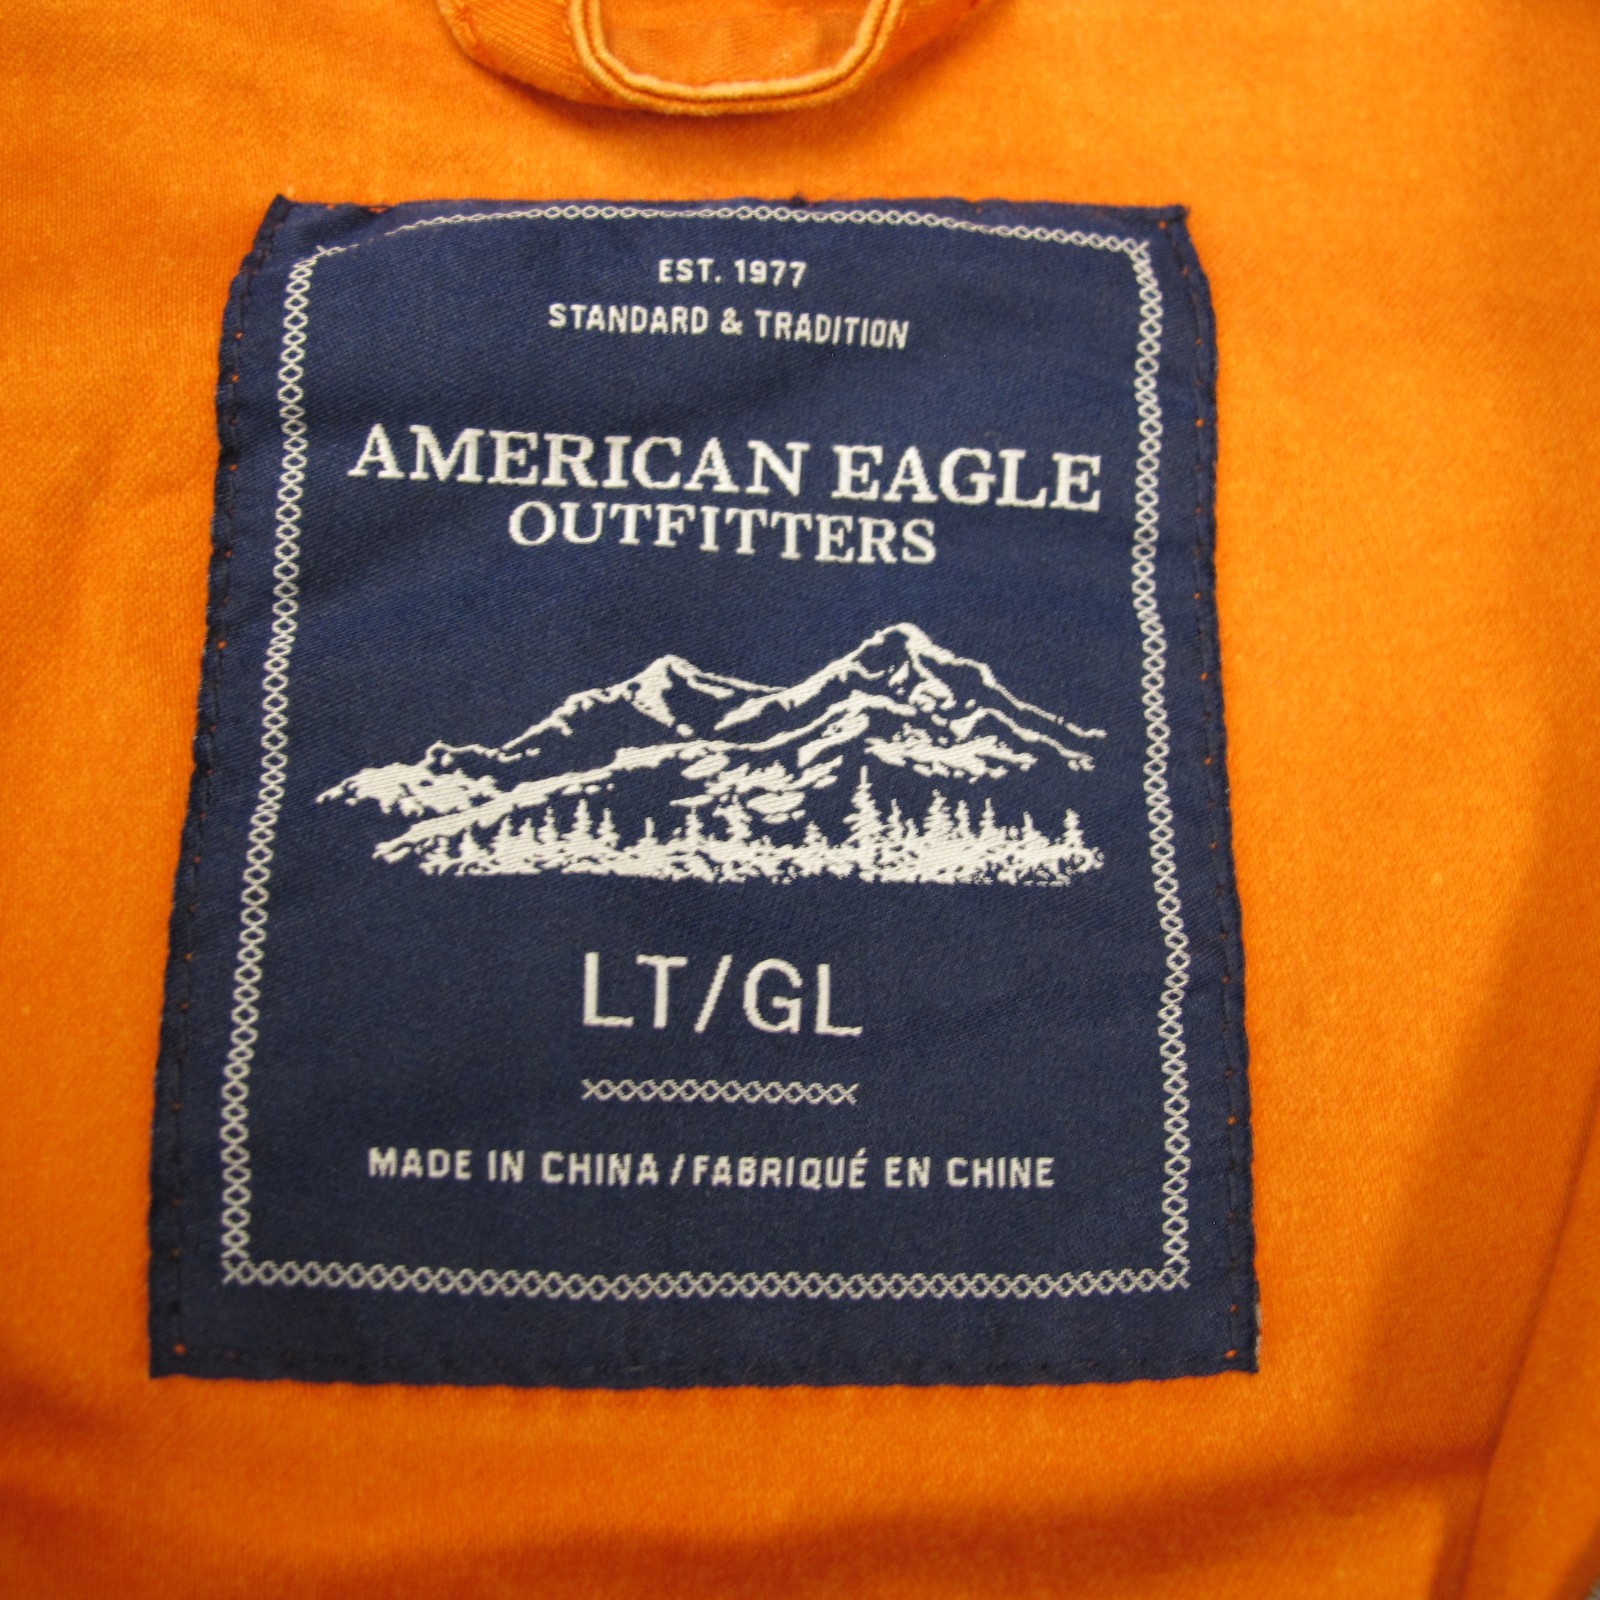 EST. 1977
STANDARD & TRADITION
AMERICAN EAGLE
OUTFITTERS
LT/GL
MADE IN CHINA / FABRIQUÉ EN CHINE